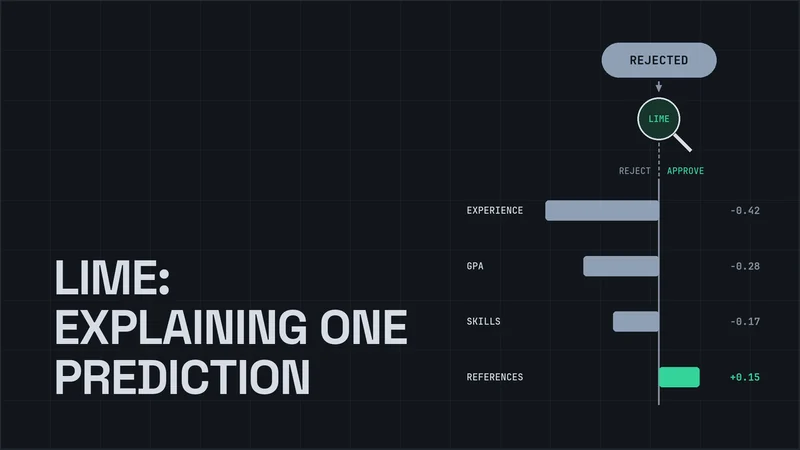 REJECTED
LIME
REJECT APPROVE
EXPERIENCE -0.42
GPA -0.28
SKILLS -0.17
REFERENCES +0.15
LIME:
EXPLAINING ONE
PREDICTION